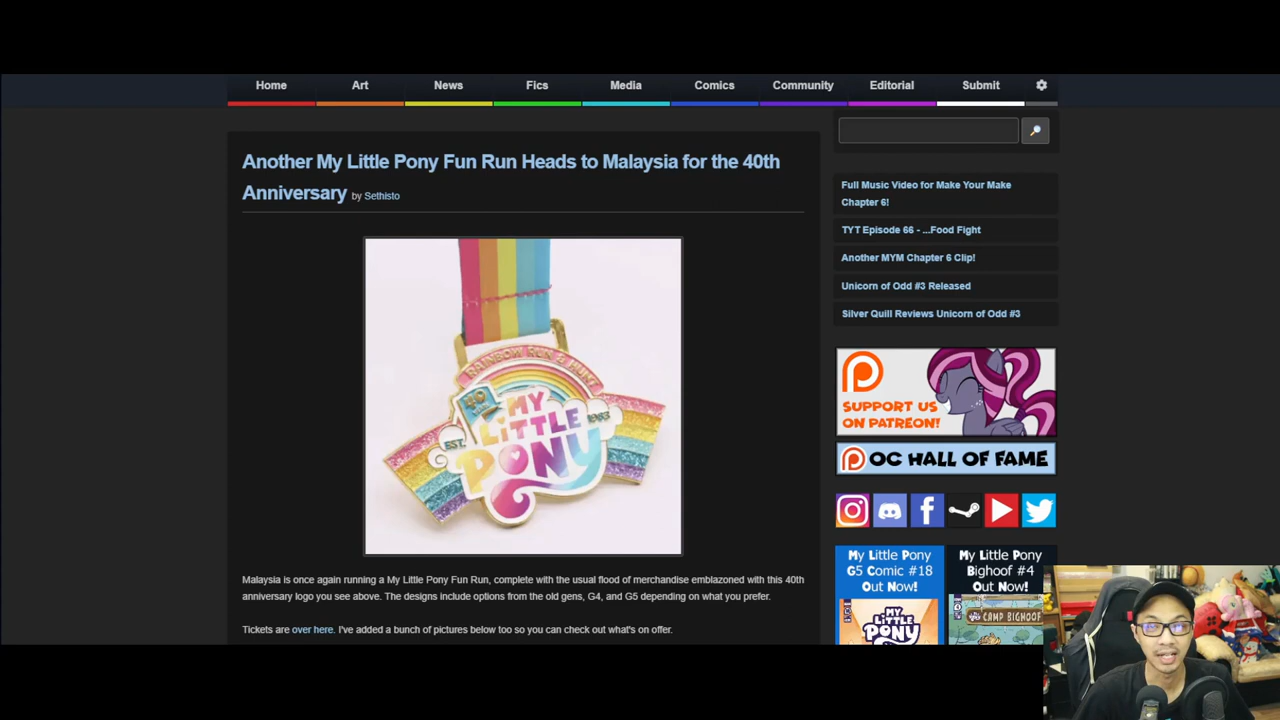 Home Art News Fics Media Comics Community Editorial Submit
Another My Little Pony Fun Run Heads to Malaysia for the 40th
Anniversary by Sethisto
RAINBOW RUN & HUNT
40
MY
LITTLE
PONY
EST.
1983
Malaysia is once again running a My Little Pony Fun Run, complete with the usual flood of merchandise emblazoned with this 40th
anniversary logo you see above. The designs include options from the old gens, G4, and G5 depending on what you prefer.
Tickets are over here. I've added a bunch of pictures below too so you can check out what's on offer.
Full Music Video for Make Your Make
Chapter 6!
TYT Episode 66 - ...Food Fight
Another MYM Chapter 6 Clip!
Unicorn of Odd #3 Released
Silver Quill Reviews Unicorn of Odd #3
SUPPORT US
ON PATREON!
OC HALL OF FAME
My Little Pony
G5 Comic #18
Out Now!
MY
LITTLE
PONY
My Little Pony
Bighoof #4
Out Now!
CAMP BIGHOOF